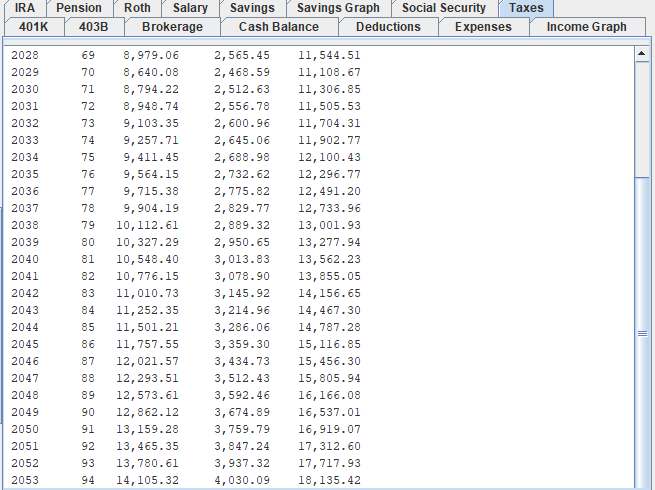 IRA Pension Roth Salary Savings Savings Graph Social Security Taxes
401K 403B Brokerage Cash Balance Deductions Expenses Income Graph
2028 69 8,979.06 2,565.45 11,544.51
2029 70 8,640.08 2,468.59 11,108.67
2030 71 8,794.22 2,512.63 11,306.85
2031 72 8,948.74 2,556.78 11,505.53
2032 73 9,103.35 2,600.96 11,704.31
2033 74 9,257.71 2,645.06 11,902.77
2034 75 9,411.45 2,688.98 12,100.43
2035 76 9,564.15 2,732.62 12,296.77
2036 77 9,715.38 2,775.82 12,491.20
2037 78 9,904.19 2,829.77 12,733.96
2038 79 10,112.61 2,889.32 13,001.93
2039 80 10,327.29 2,950.65 13,277.94
2040 81 10,548.40 3,013.83 13,562.23
2041 82 10,776.15 3,078.90 13,855.05
2042 83 11,010.73 3,145.92 14,156.65
2043 84 11,252.35 3,214.96 14,467.30
2044 85 11,501.21 3,286.06 14,787.28
2045 86 11,757.55 3,359.30 15,116.85
2046 87 12,021.57 3,434.73 15,456.30
2047 88 12,293.51 3,512.43 15,805.94
2048 89 12,573.61 3,592.46 16,166.08
2049 90 12,862.12 3,674.89 16,537.01
2050 91 13,159.28 3,759.79 16,919.07
2051 92 13,465.35 3,847.24 17,312.60
2052 93 13,780.61 3,937.32 17,717.93
2053 94 14,105.32 4,030.09 18,135.42